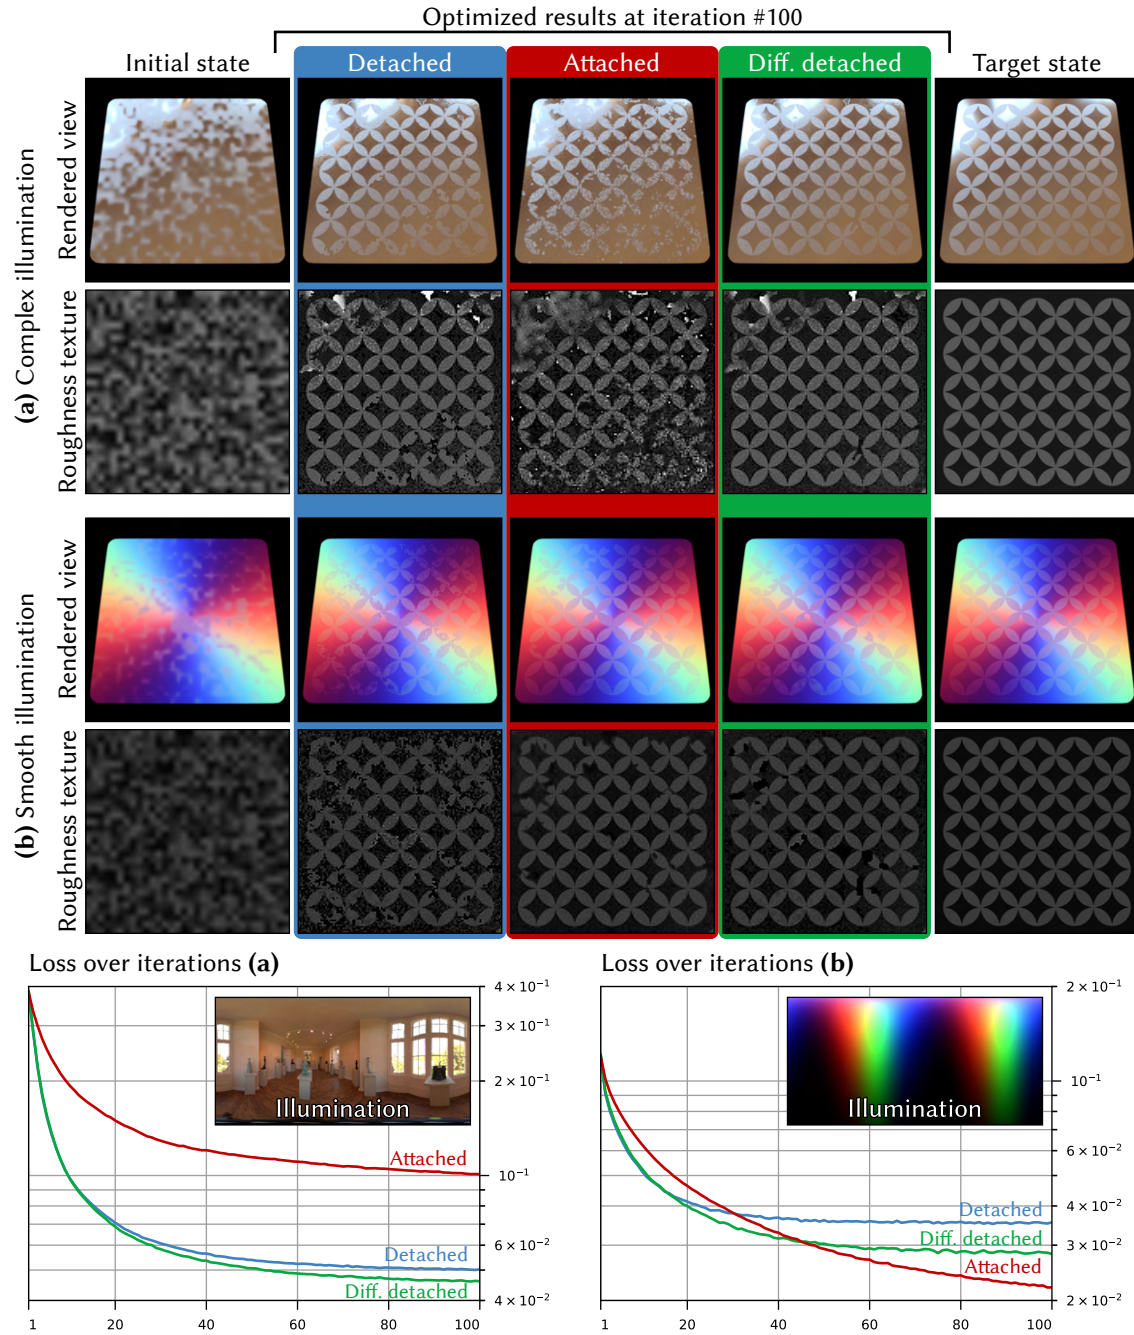 Optimized results at iteration #100
Initial state
Detached
Attached
Diff. detached
Target state
(a) Complex illumination
Rendered view
Roughness texture
(b) Smooth illumination
Rendered view
Roughness texture
Loss over iterations (a)
4 × 10⁻¹
3 × 10⁻¹
2 × 10⁻¹
10⁻¹
6 × 10⁻²
4 × 10⁻²
Illumination
Attached
Detached
Diff. detached
1 20 40 60 80 100
Loss over iterations (b)
2 × 10⁻¹
10⁻¹
6 × 10⁻²
4 × 10⁻²
3 × 10⁻²
2 × 10⁻²
Illumination
Detached
Diff. detached
Attached
1 20 40 60 80 100